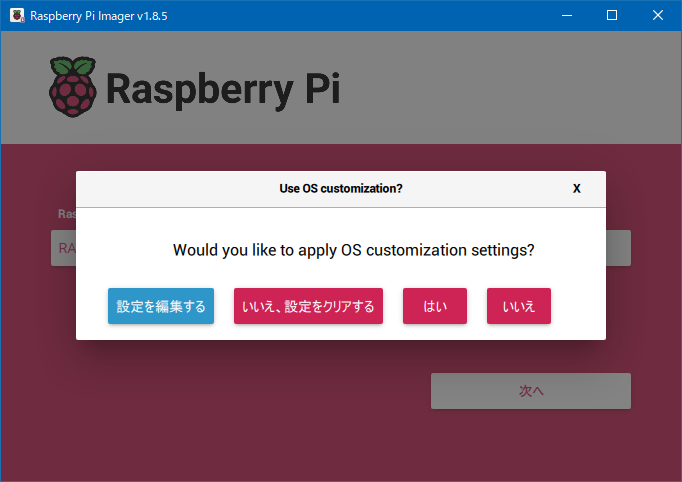 Raspberry Pi Imager v1.8.5
Raspberry Pi
Use OS customization?
X
Would you like to apply OS customization settings?
設定を編集する
いいえ、設定をクリアする
はい
いいえ
次へ